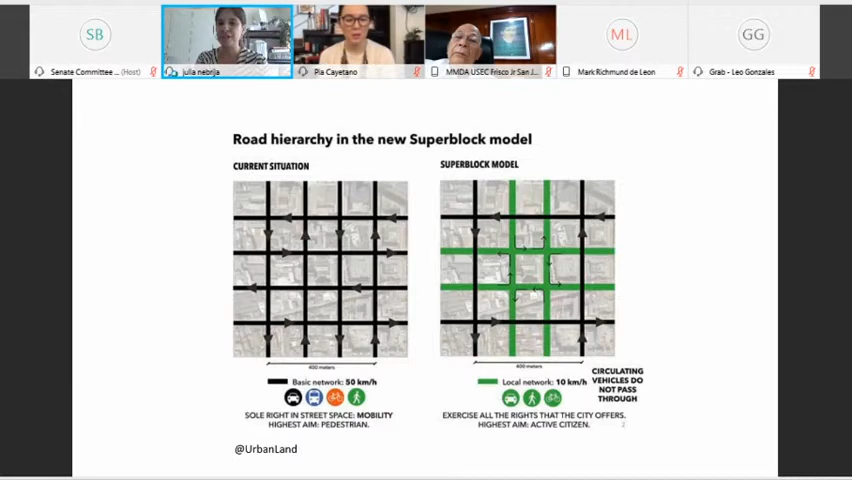 SB
ML
GG
Senate Committee ... (Host)
julia nebrija
Pia Cayetano
MMDA USEC Frisco Jr San J...
Mark Richmund de Leon
Grab - Leo Gonzales
Road hierarchy in the new Superblock model
CURRENT SITUATION
SUPERBLOCK MODEL
400 meters
400 meters
Basic network: 50 km/h
Local network: 10 km/h
CIRCULATING
VEHICLES DO
NOT PASS
THROUGH
SOLE RIGHT IN STREET SPACE: MOBILITY
HIGHEST AIM: PEDESTRIAN.
EXERCISE ALL THE RIGHTS THAT THE CITY OFFERS.
HIGHEST AIM: ACTIVE CITIZEN.
2
@UrbanLand